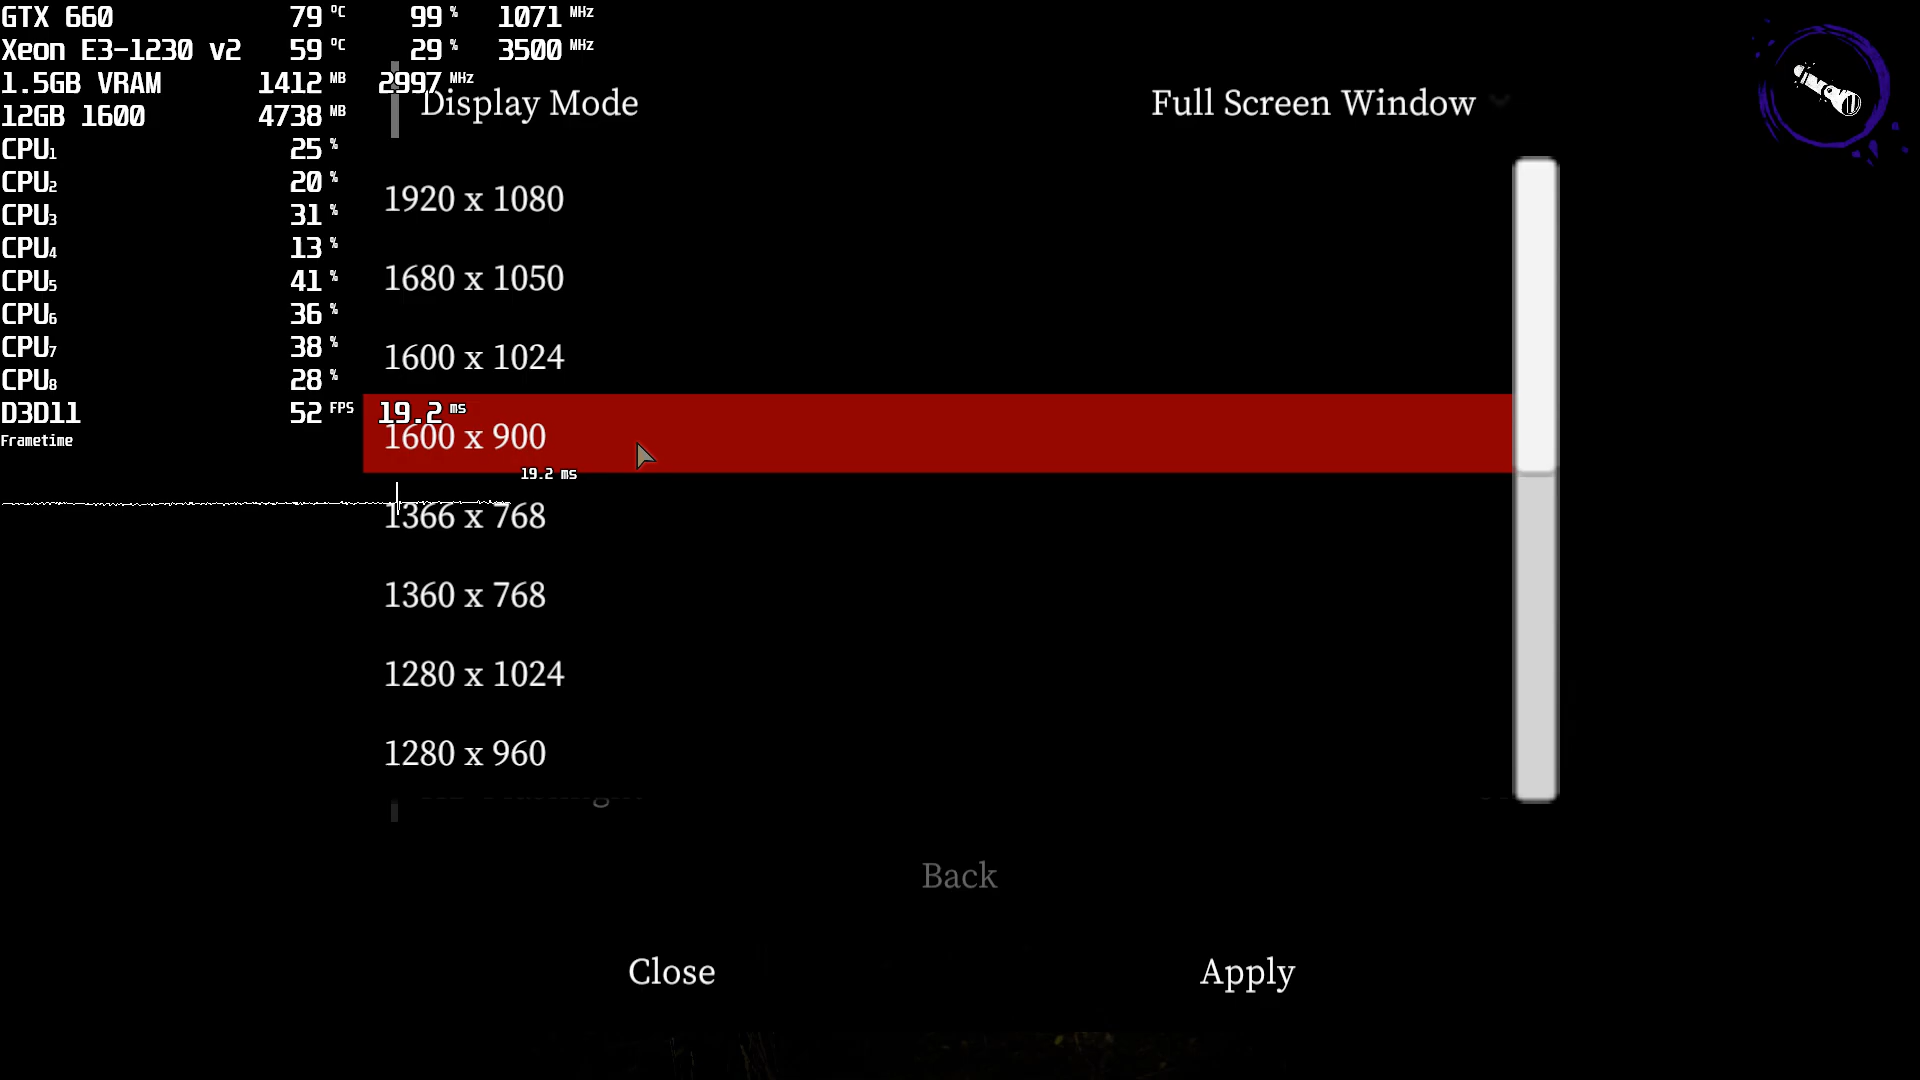 GTX 660 79 °C 99 % 1071 MHz
Xeon E3-1230 v2 59 °C 29 % 3500 MHz
1.5GB VRAM 1412 MB 2997 MHz
Display Mode Full Screen Window
12GB 1600 4738 MB
CPU1 25 %
CPU2 20 %
1920 x 1080
CPU3 31 %
CPU4 13 %
CPU5 41 %
1680 x 1050
CPU6 36 %
CPU7 38 %
1600 x 1024
CPU8 28 %
D3D11 52 FPS 19.2 ms
Frametime
1600 x 900
19.2 ms
1366 x 768
1360 x 768
1280 x 1024
1280 x 960
Back
Close Apply